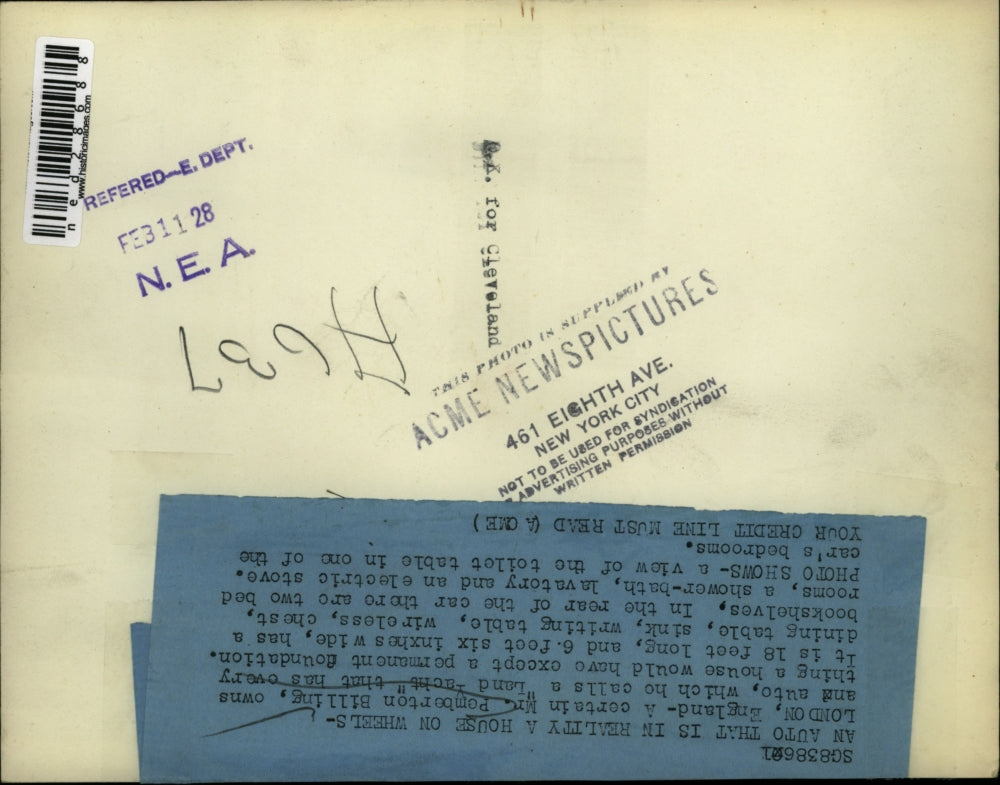 ned28688
www.historicimages.com
REFERED-E. DEPT.
FEB 11 28
N. E. A.
O.K. for Cleveland
THIS PHOTO IS SUPPLIED BY
ACME NEWSPICTURES
461 EIGHTH AVE.
NEW YORK CITY
NOT TO BE USED FOR SYNDICATION
ADVERTISING PURPOSES WITHOUT
WRITTEN PERMISSION
AN AUTO THAT IS IN REALITY A HOUSE ON WHEELS-
LONDON, England- A certain Mr. Pemberton Billing, owns
and auto, which he calls a "Land Yacht" that has every
thing a house would have except a permanent foundation.
It is 18 feet long, and 6 feet six inxhes wide, has a
dining table, sink, writing table, wireless, chest,
bookshelves, In the rear of the car there are two bed
rooms, a shower-bath, lavatory and an electric stove.
PHOTO SHOWS- a view of the toilet table in one of the
car's bedrooms.
YOUR CREDIT LINE MUST READ (ACME)